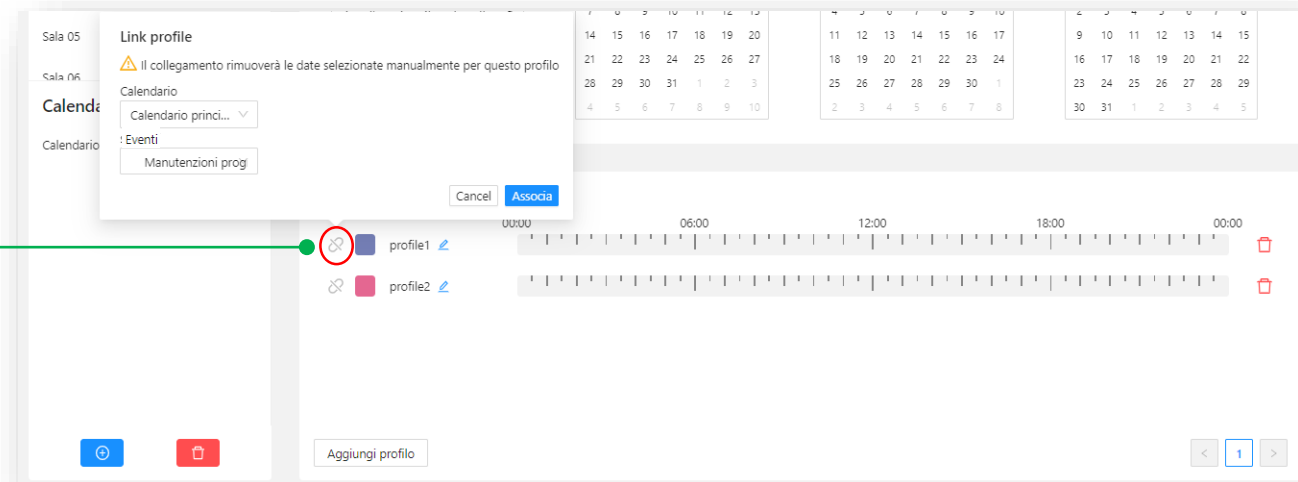 Sala 05
Sala 06
Calenda
Calendario
Link profile
Il collegamento rimuoverà le date selezionate manualmente per questo profilo
Calendario
Calendario princi...
Eventi
Manutenzioni prog
Cancel Associa
14 15 16 17 18 19 20
21 22 23 24 25 26 27
28 29 30 31 1 2 3
4 5 6 7 8 9 10
4 5 6 7 8 9 10
11 12 13 14 15 16 17
18 19 20 21 22 23 24
25 26 27 28 29 30 1
2 3 4 5 6 7 8
2 3 4 5 6 7 8
9 10 11 12 13 14 15
16 17 18 19 20 21 22
23 24 25 26 27 28 29
30 31 1 2 3 4 5
00:00 06:00 12:00 18:00 00:00
profile1
profile2
Aggiungi profilo
< 1 >